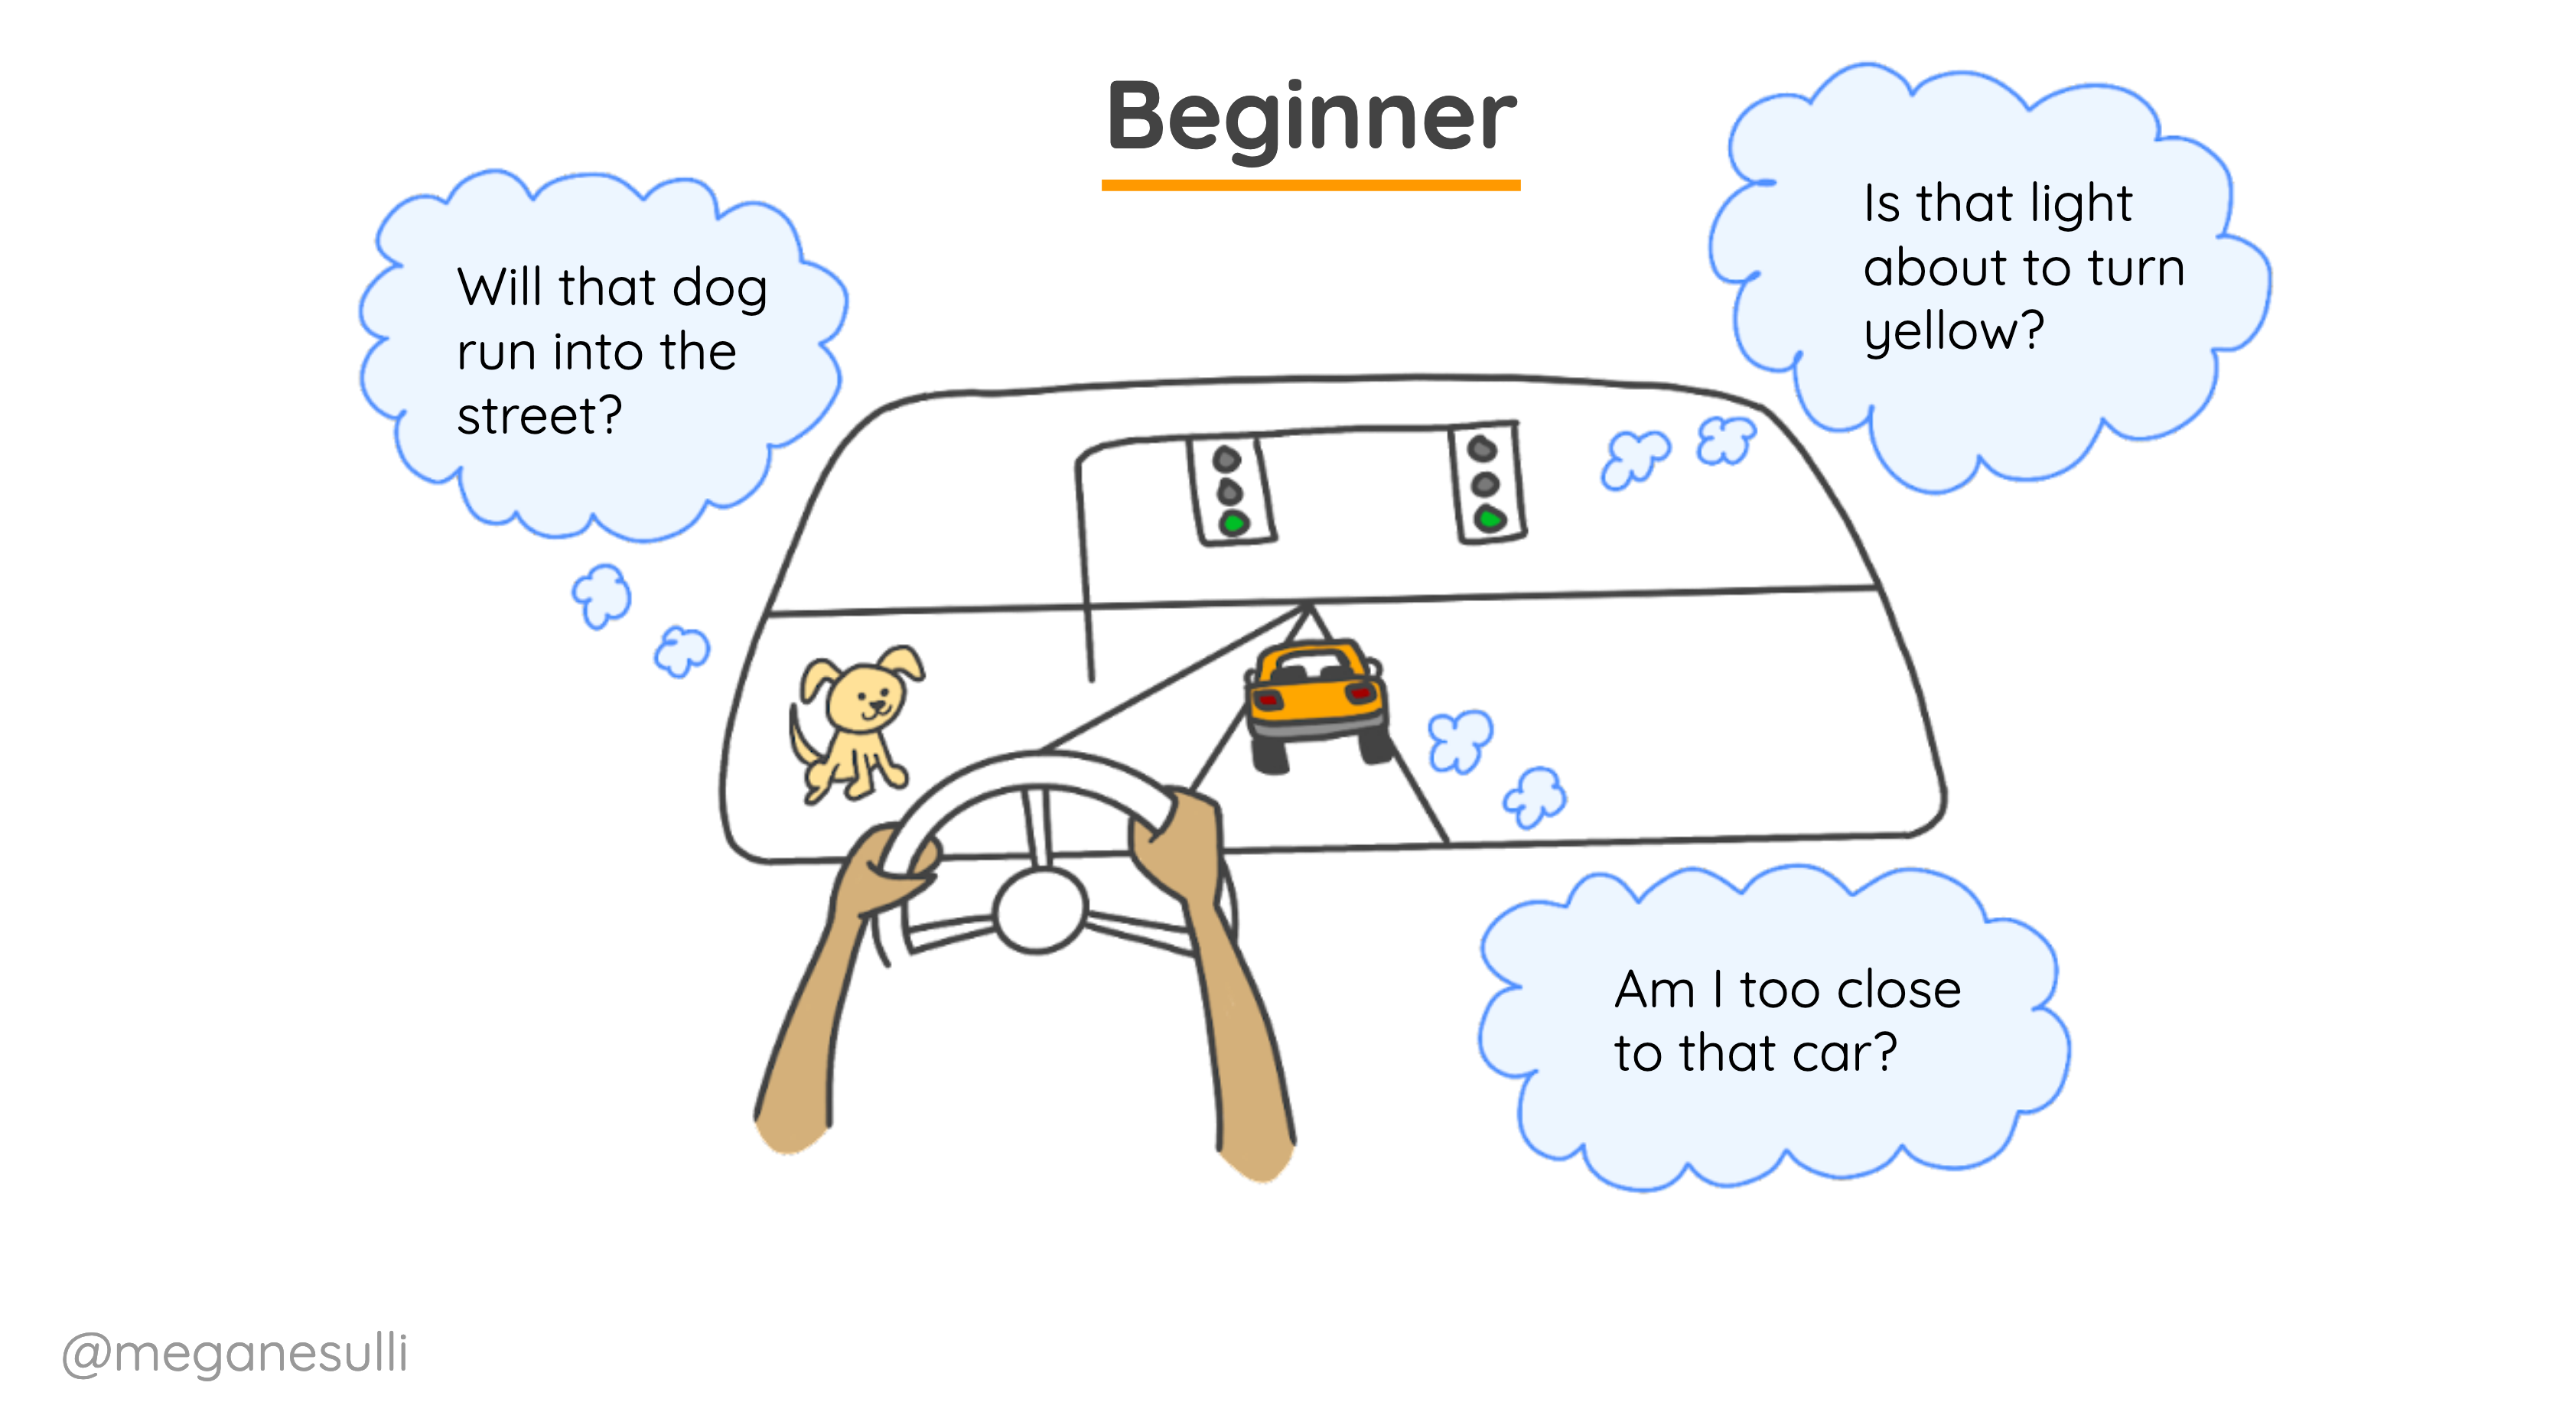 Beginner
Will that dog
run into the
street?
Is that light
about to turn
yellow?
Am I too close
to that car?
@meganesulli